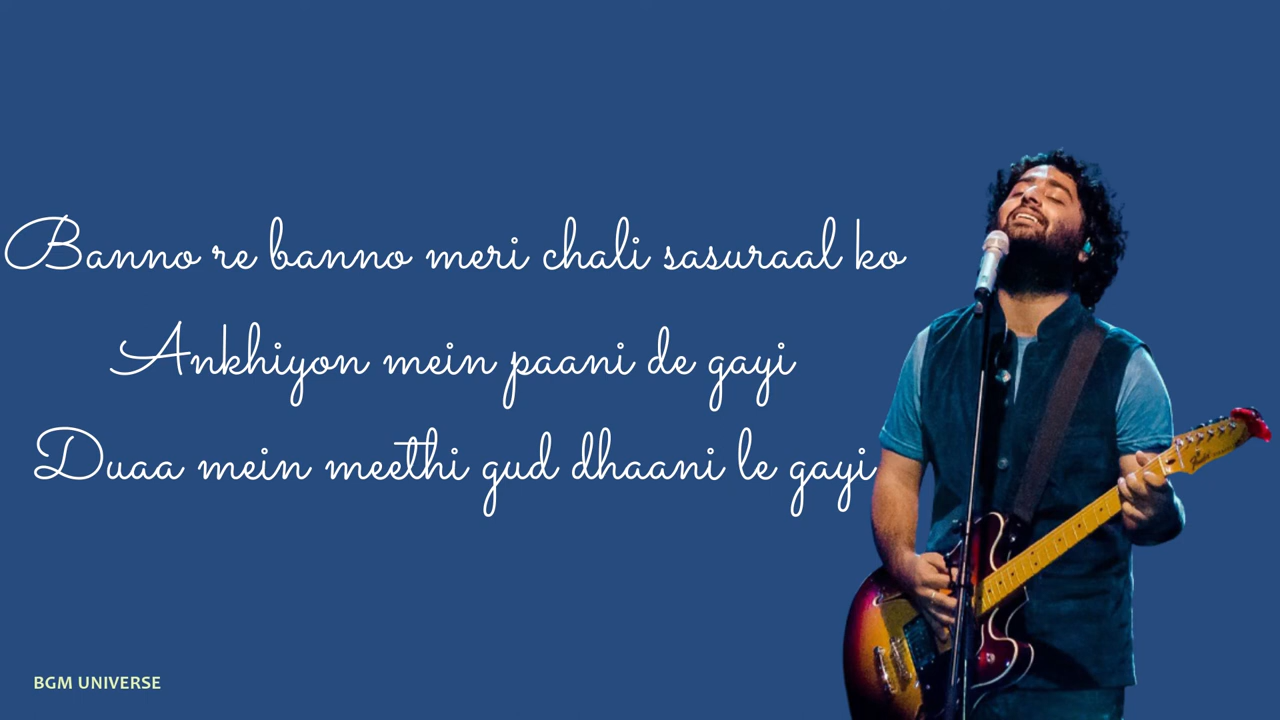 Banno re banno meri chali sasuraal ko
Ankhiyon mein paani de gayi
Duaa mein meethi gud dhaani le gayi
Fender
BGM UNIVERSE